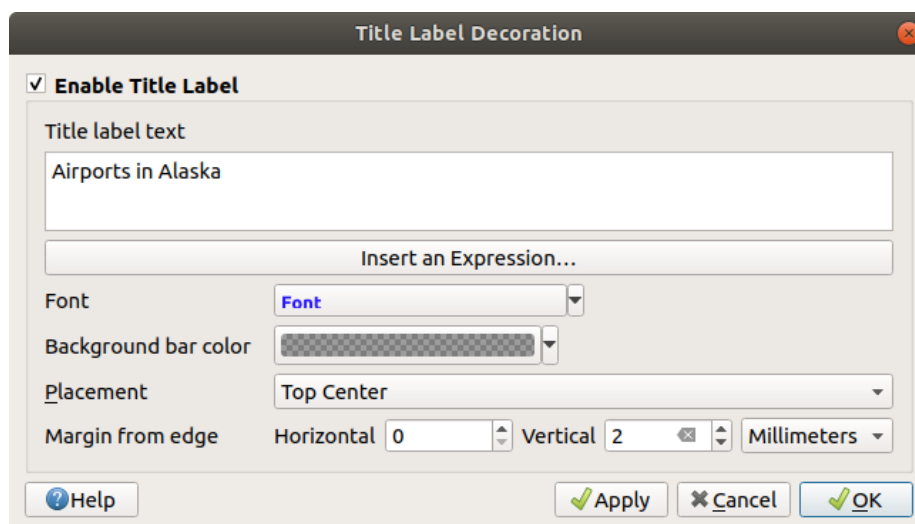 Title Label Decoration
Enable Title Label
Title label text
Airports in Alaska
Insert an Expression…
Font Font
Background bar color
Placement Top Center
Margin from edge Horizontal 0 Vertical 2 Millimeters
Help Apply Cancel OK